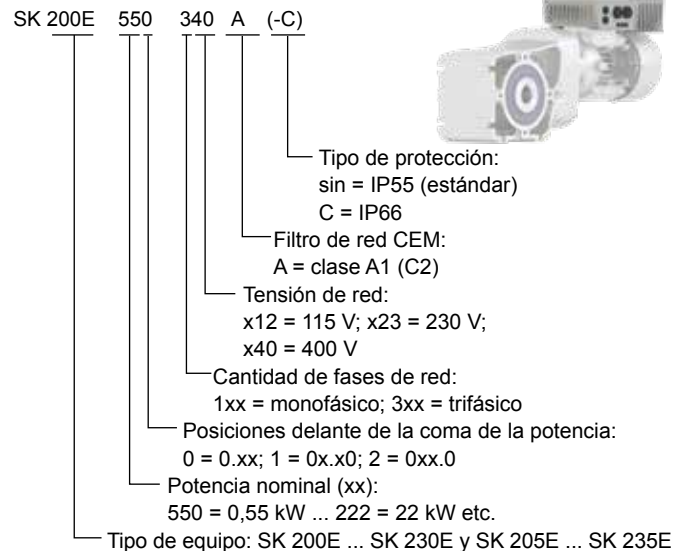 SK 200E 550 340 A (-C)
Tipo de protección:
sin = IP55 (estándar)
C = IP66
Filtro de red CEM:
A = clase A1 (C2)
Tensión de red:
x12 = 115 V; x23 = 230 V;
x40 = 400 V
Cantidad de fases de red:
1xx = monofásico; 3xx = trifásico
Posiciones delante de la coma de la potencia:
0 = 0.xx; 1 = 0x.x0; 2 = 0xx.0
Potencia nominal (xx):
550 = 0,55 kW ... 222 = 22 kW etc.
Tipo de equipo: SK 200E ... SK 230E y SK 205E ... SK 235E